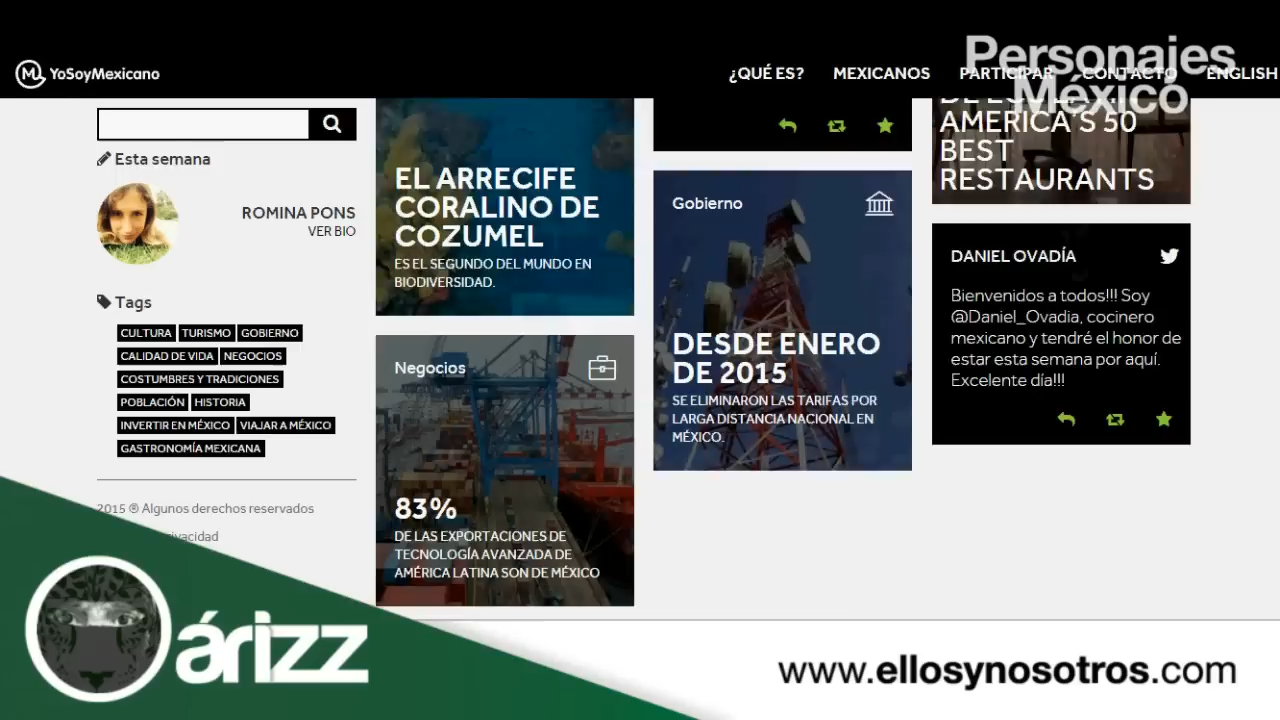 YoSoyMexicano
¿QUÉ ES?
MEXICANOS
PARTICIPAR
CONTACTO
ENGLISH
Personajes
México
Esta semana
ROMINA PONS
VER BIO
Tags
CULTURA
TURISMO
GOBIERNO
CALIDAD DE VIDA
NEGOCIOS
COSTUMBRES Y TRADICIONES
POBLACIÓN
HISTORIA
INVERTIR EN MÉXICO
VIAJAR A MÉXICO
GASTRONOMÍA MEXICANA
2015 ® Algunos derechos reservados
EL ARRECIFE
CORALINO DE
COZUMEL
ES EL SEGUNDO DEL MUNDO EN
BIODIVERSIDAD.
Negocios
83%
DE LAS EXPORTACIONES DE
TECNOLOGÍA AVANZADA DE
AMÉRICA LATINA SON DE MÉXICO
Gobierno
DESDE ENERO
DE 2015
SE ELIMINARON LAS TARIFAS POR
LARGA DISTANCIA NACIONAL EN
MÉXICO.
AMERICA'S 50
BEST
RESTAURANTS
DANIEL OVADÍA
Bienvenidos a todos!!! Soy
@Daniel_Ovadia, cocinero
mexicano y tendré el honor de
estar esta semana por aquí.
Excelente día!!!
árizz
www.ellosynosotros.com